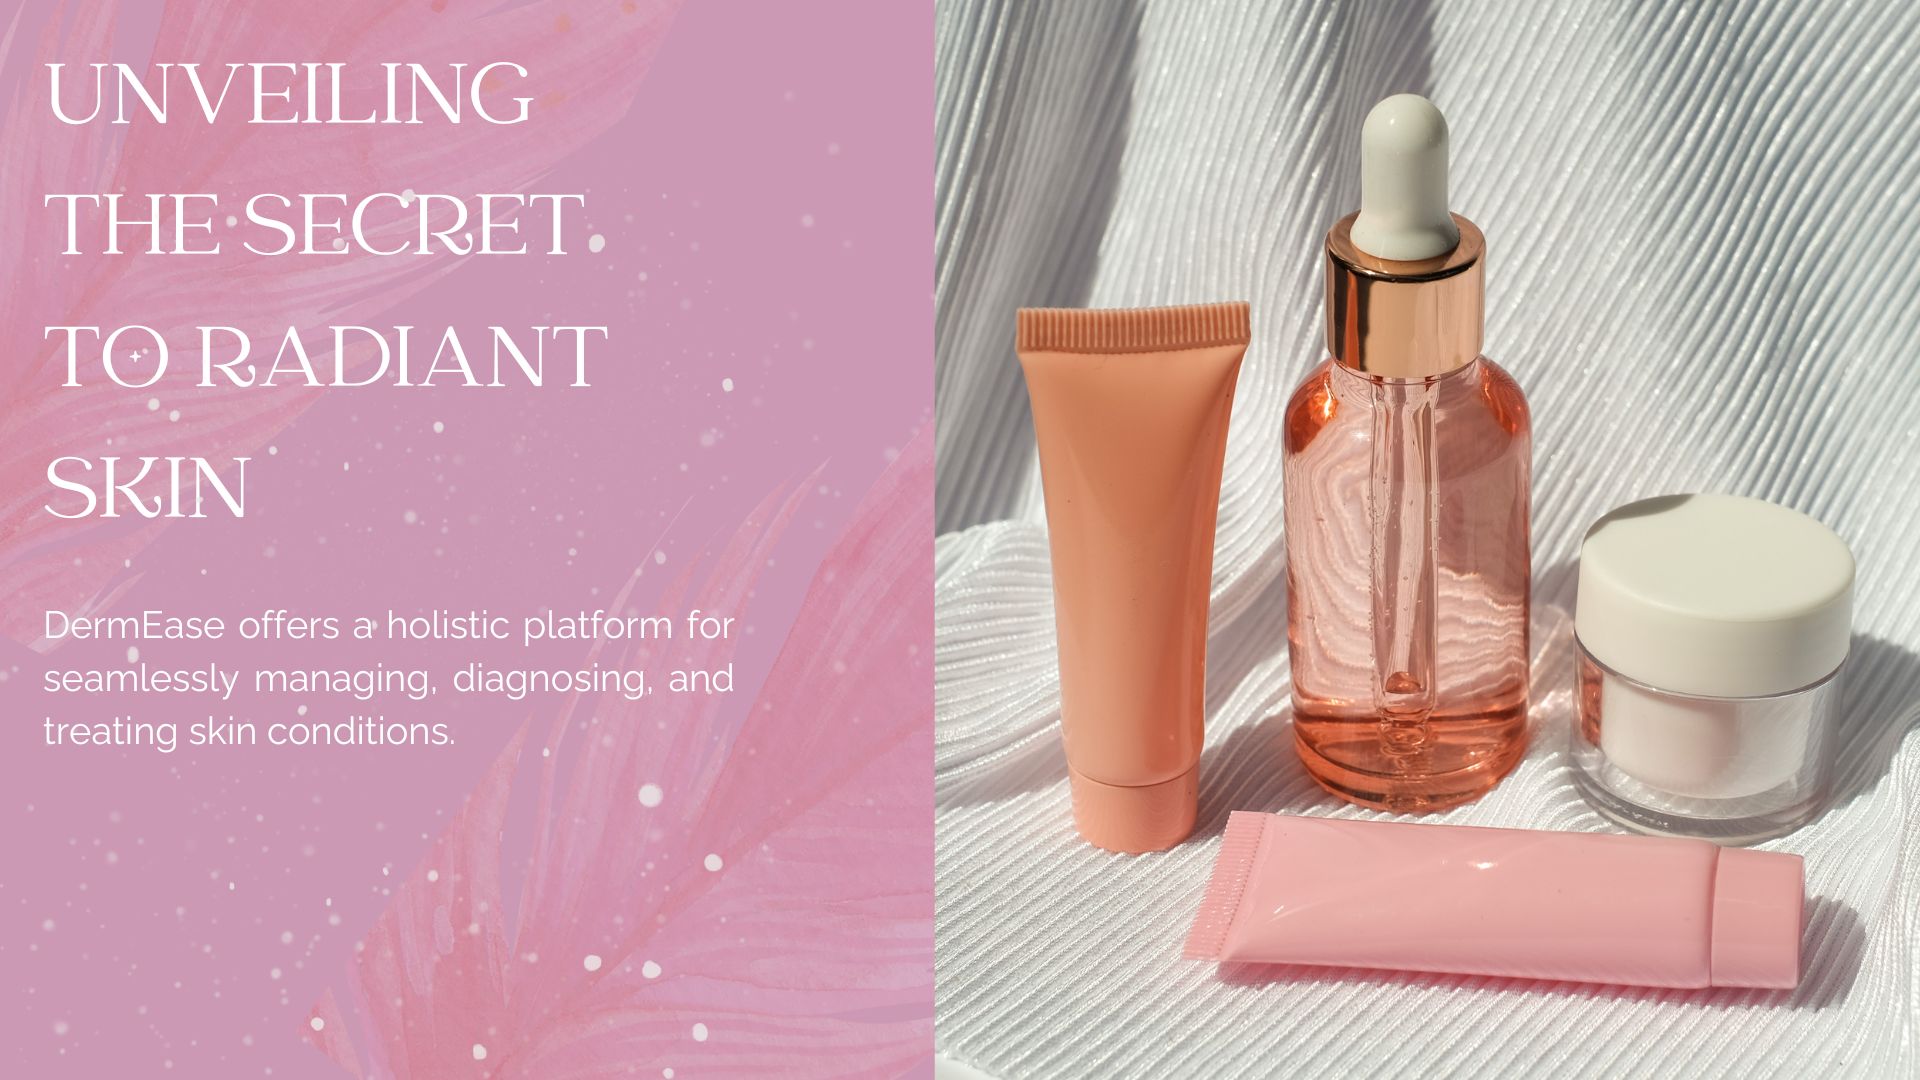 UNVEILING
THE SECRET
TO RADIANT
SKIN
DermEase offers a holistic platform for
seamlessly managing, diagnosing, and
treating skin conditions.